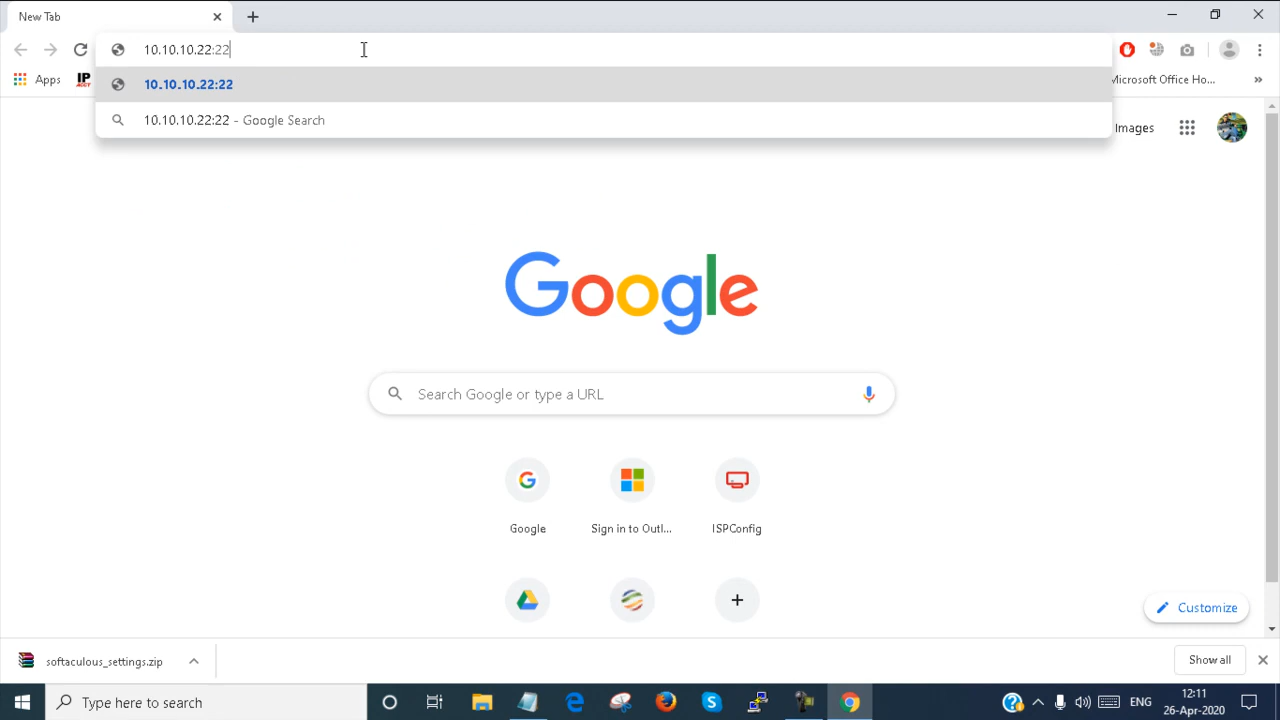 New Tab
10.10.10.22:22
Apps
IP
ACCT
Microsoft Office Ho...
»
10.10.10.22:22
10.10.10.22:22 - Google Search
Images
Google
Search Google or type a URL
Google
Sign in to Outl...
ISPConfig
Customize
softaculous_settings.zip
Show all
Type here to search
ENG
12:11
26-Apr-2020